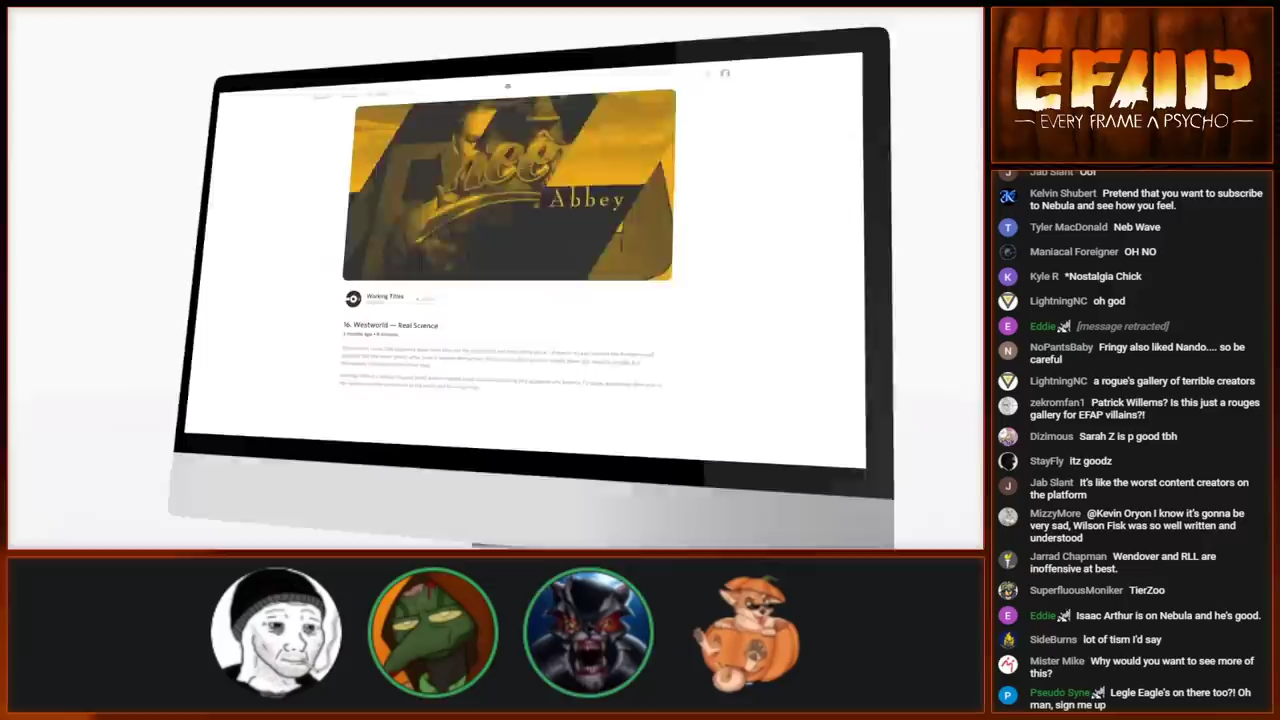 Abbey
Working Titles
16. Westworld — Real Science
EFAP
EVERY FRAME A PSYCHO
Jab Slant Oof
Kelvin Shubert Pretend that you want to subscribe
to Nebula and see how you feel.
Tyler MacDonald Neb Wave
Maniacal Foreigner OH NO
Kyle R *Nostalgia Chick
LightningNC oh god
Eddie [message retracted]
NoPantsBaby Fringy also liked Nando.... so be
careful
LightningNC a rogues gallery of terrible creators
zekromfan1 Patrick Willems? Is this just a rouges
gallery for EFAP villains?!
Dizimous Sarah Z is p good tbh
StayFly itz goodz
Jab Slant It's like the worst content creators on
the platform
MizzyMore @Kevin Oryon I know it's gonna be
very sad, Wilson Fisk was so well written and
understood
Jarrad Chapman Wendover and RLL are
inoffensive at best.
SuperfluousMoniker TierZoo
Eddie Isaac Arthur is on Nebula and he's good.
SideBurns lot of tism I'd say
Mister Mike Why would you want to see more of
this?
Pseudo Syne Legle Eagle's on there too?! Oh
man, sign me up